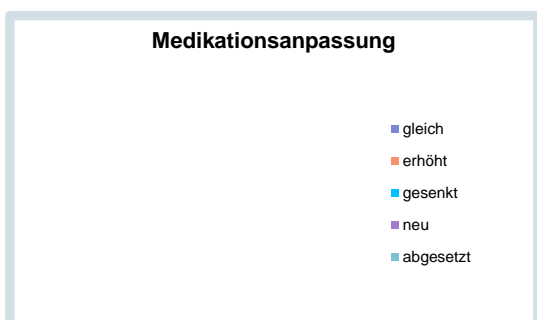 Medikationsanpassung
gleich
erhöht
gesenkt
neu
abgesetzt